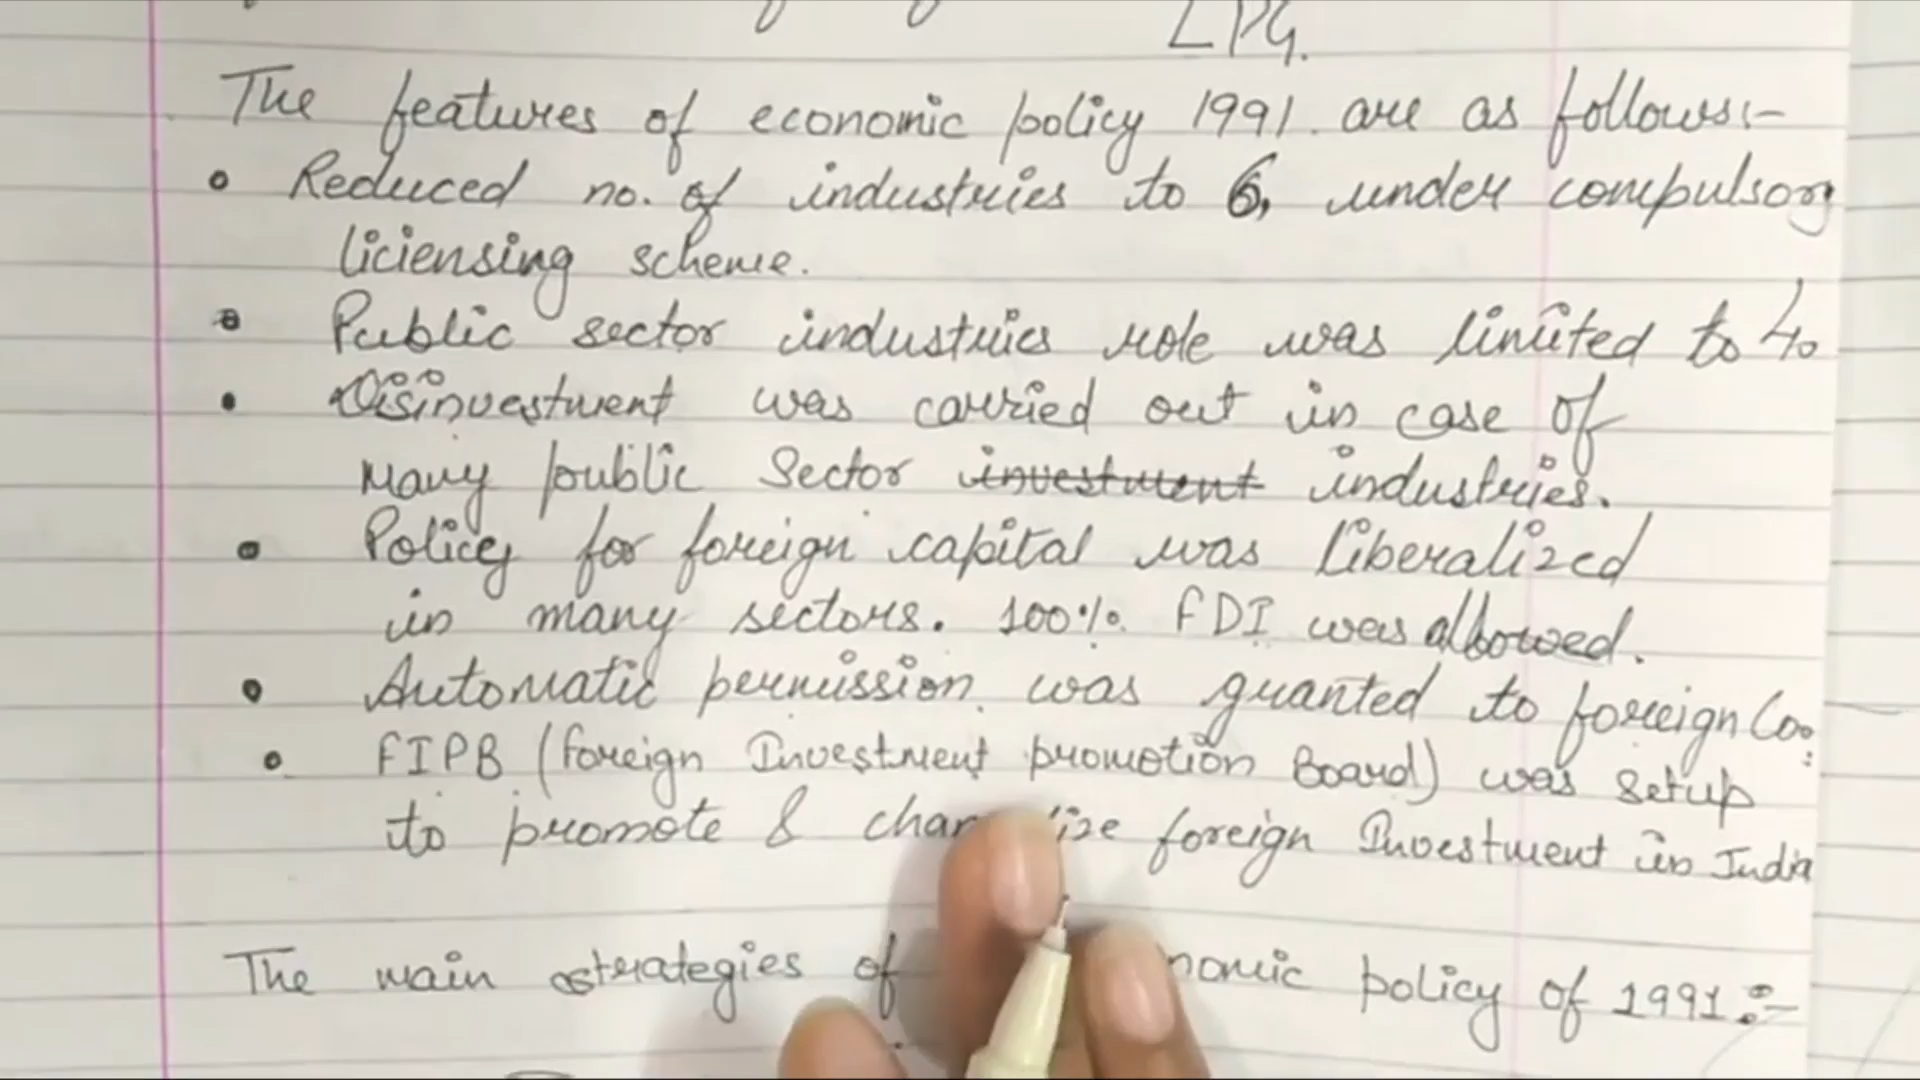 LPG.
The features of economic policy 1991. are as follows:-
• Reduced no. of industries to 6, under compulsory
liciensing scheme.
• Public sector industries role was limited to 4.
• Disinvestment was carried out in case of
many public Sector investment industries.
• Policy for foreign capital was liberalized
in many sectors. 100% FDI was allowed.
• Automatic permission was granted to foreign Co.
• FIPB (foreign Investment promotion Board) was setup
to promote & foreign Investment in India
The main strategies of policy of 1991:-